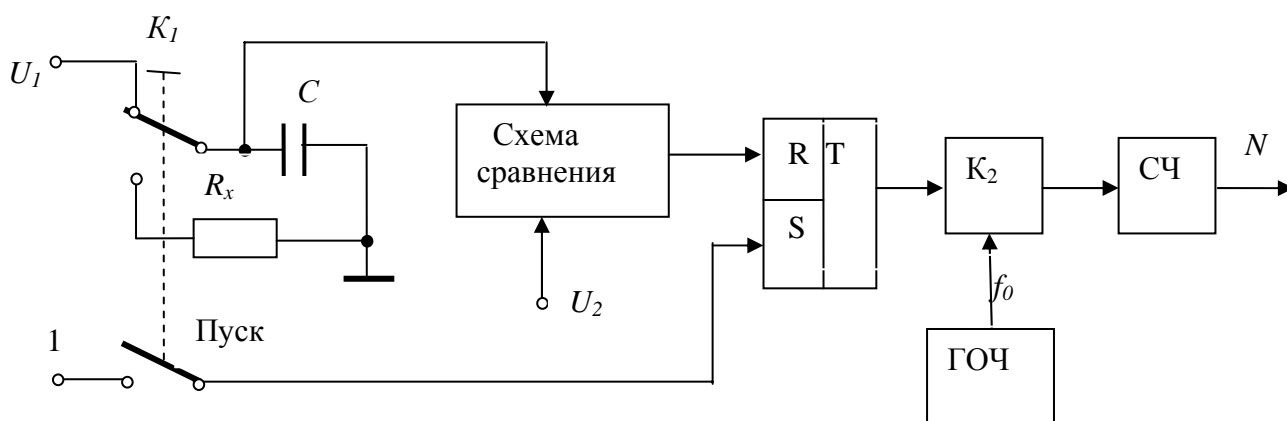 K₁
U₁
C
Схема
сравнения
R T
K₂
СЧ
N
Rₓ
S
U₂
f₀
Пуск
1
ГОЧ